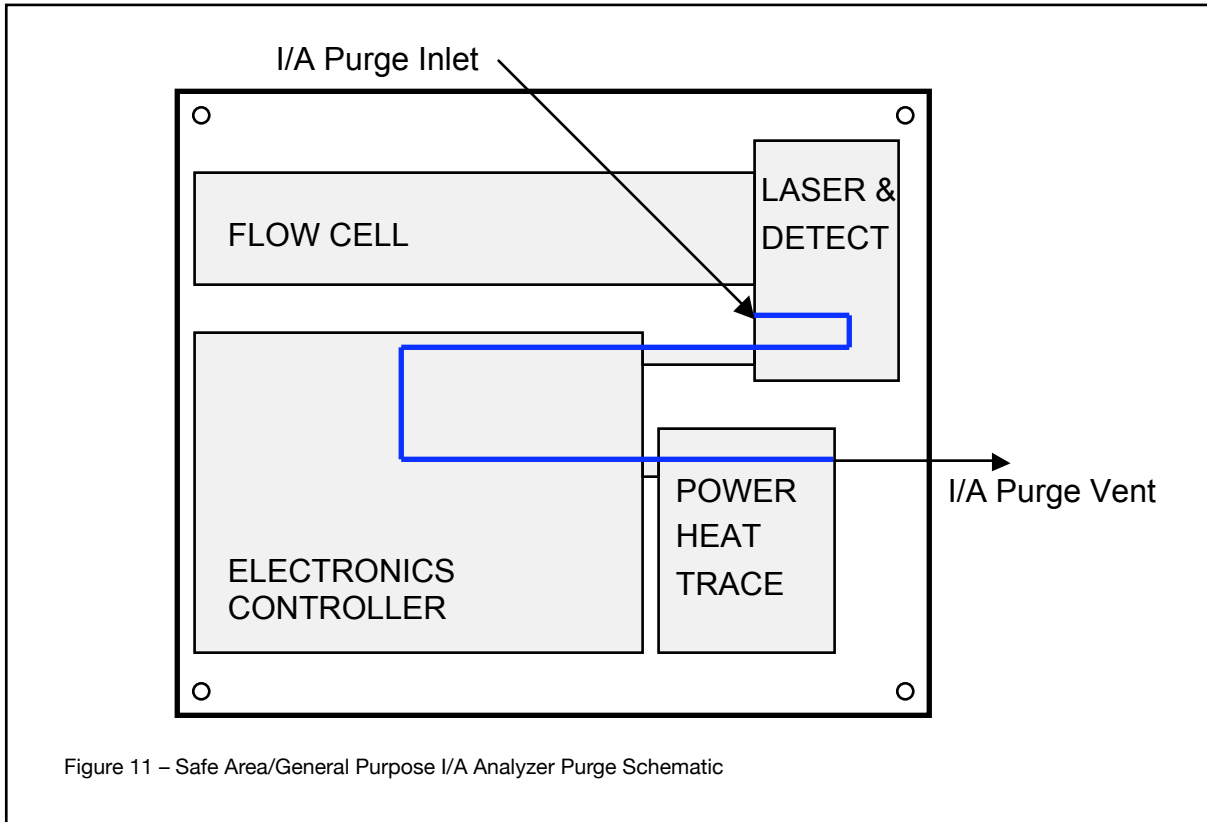 I/A Purge Inlet
LASER &
DETECT
FLOW CELL
I/A Purge Vent
POWER
HEAT
TRACE
ELECTRONICS
CONTROLLER
Figure 11 – Safe Area/General Purpose I/A Analyzer Purge Schematic